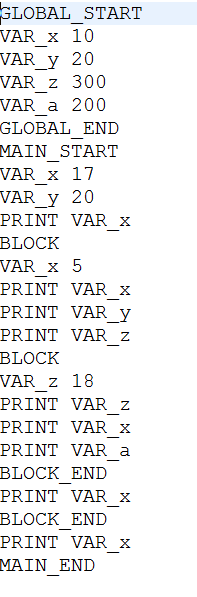 GLOBAL_START
VAR_x 10
VAR_y 20
VAR_z 300
VAR_a 200
GLOBAL_END
MAIN_START
VAR_x 17
VAR_y 20
PRINT VAR_x
BLOCK
VAR_x 5
PRINT VAR_x
PRINT VAR_y
PRINT VAR_z
BLOCK
VAR_z 18
PRINT VAR_z
PRINT VAR_x
PRINT VAR_a
BLOCK_END
PRINT VAR_x
BLOCK_END
PRINT VAR_x
MAIN_END